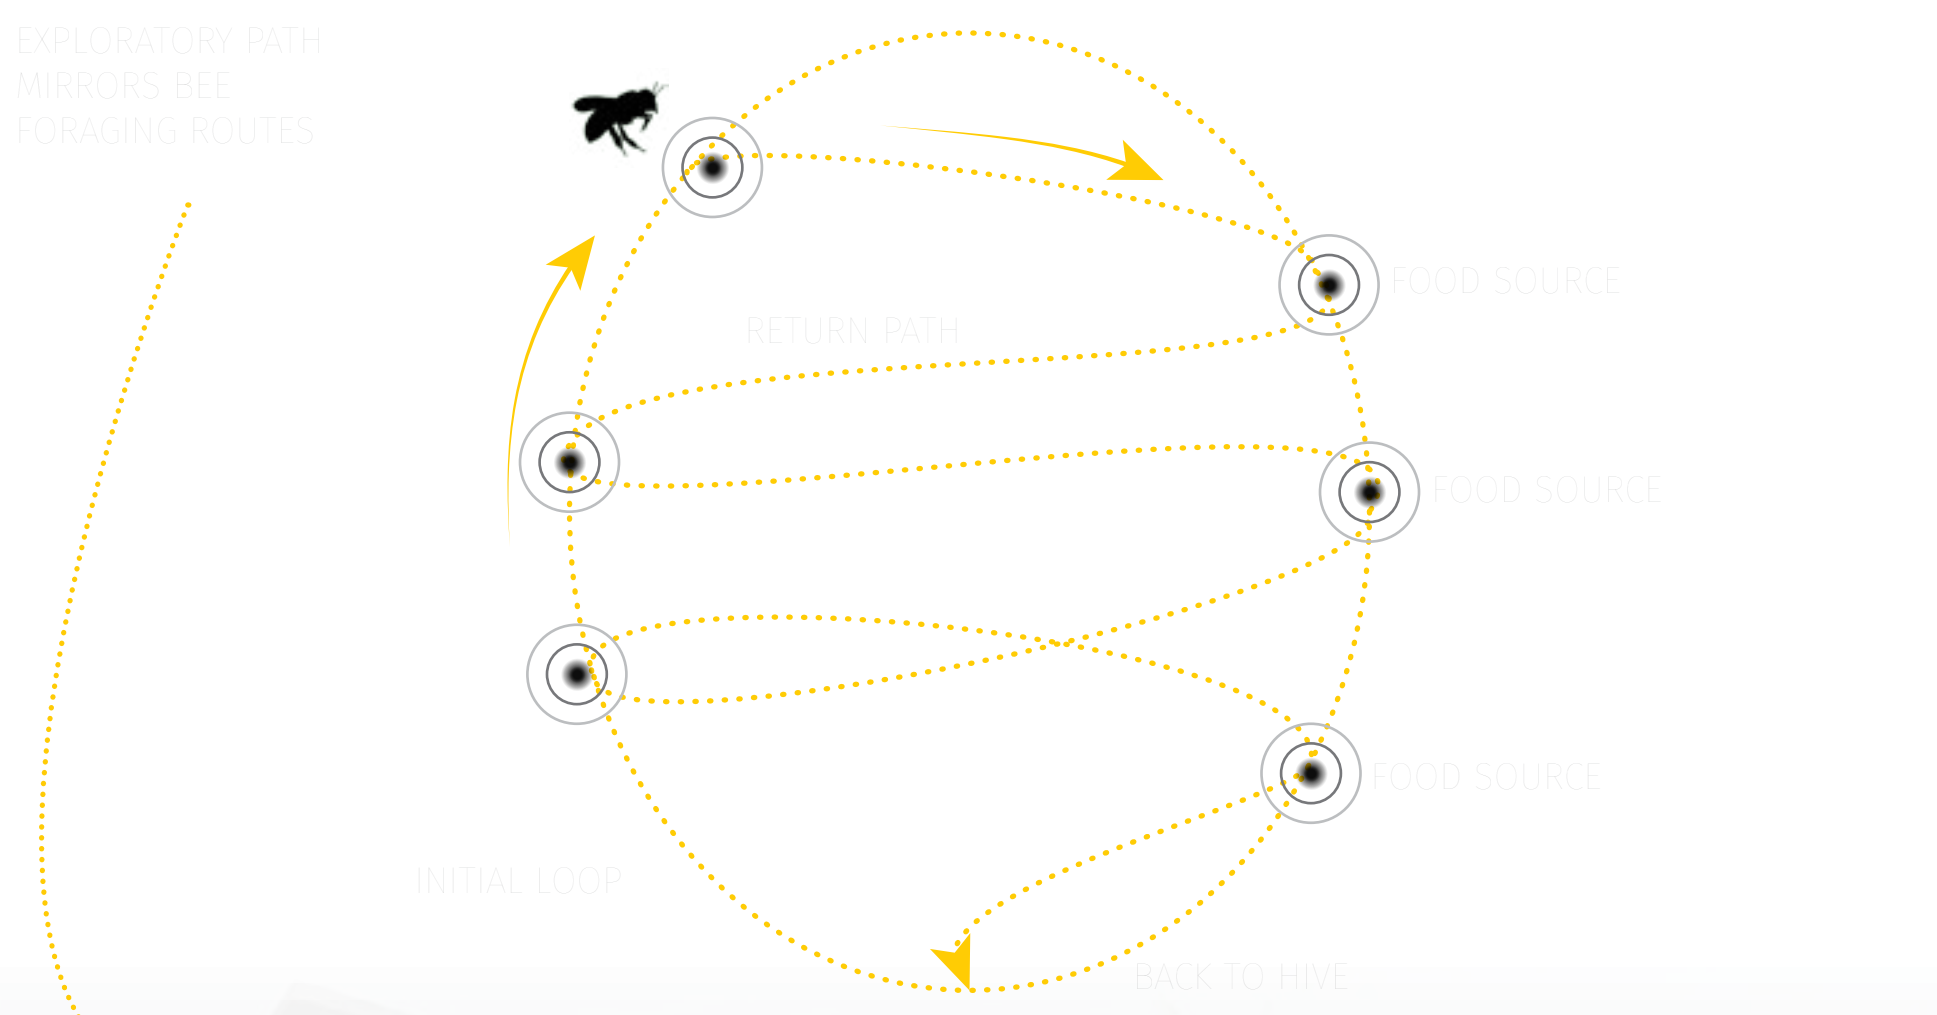 EXPLORATORY PATH
MIRRORS BEE
FORAGING ROUTES
FOOD SOURCE
RETURN PATH
FOOD SOURCE
FOOD SOURCE
INITIAL LOOP
BACK TO HIVE